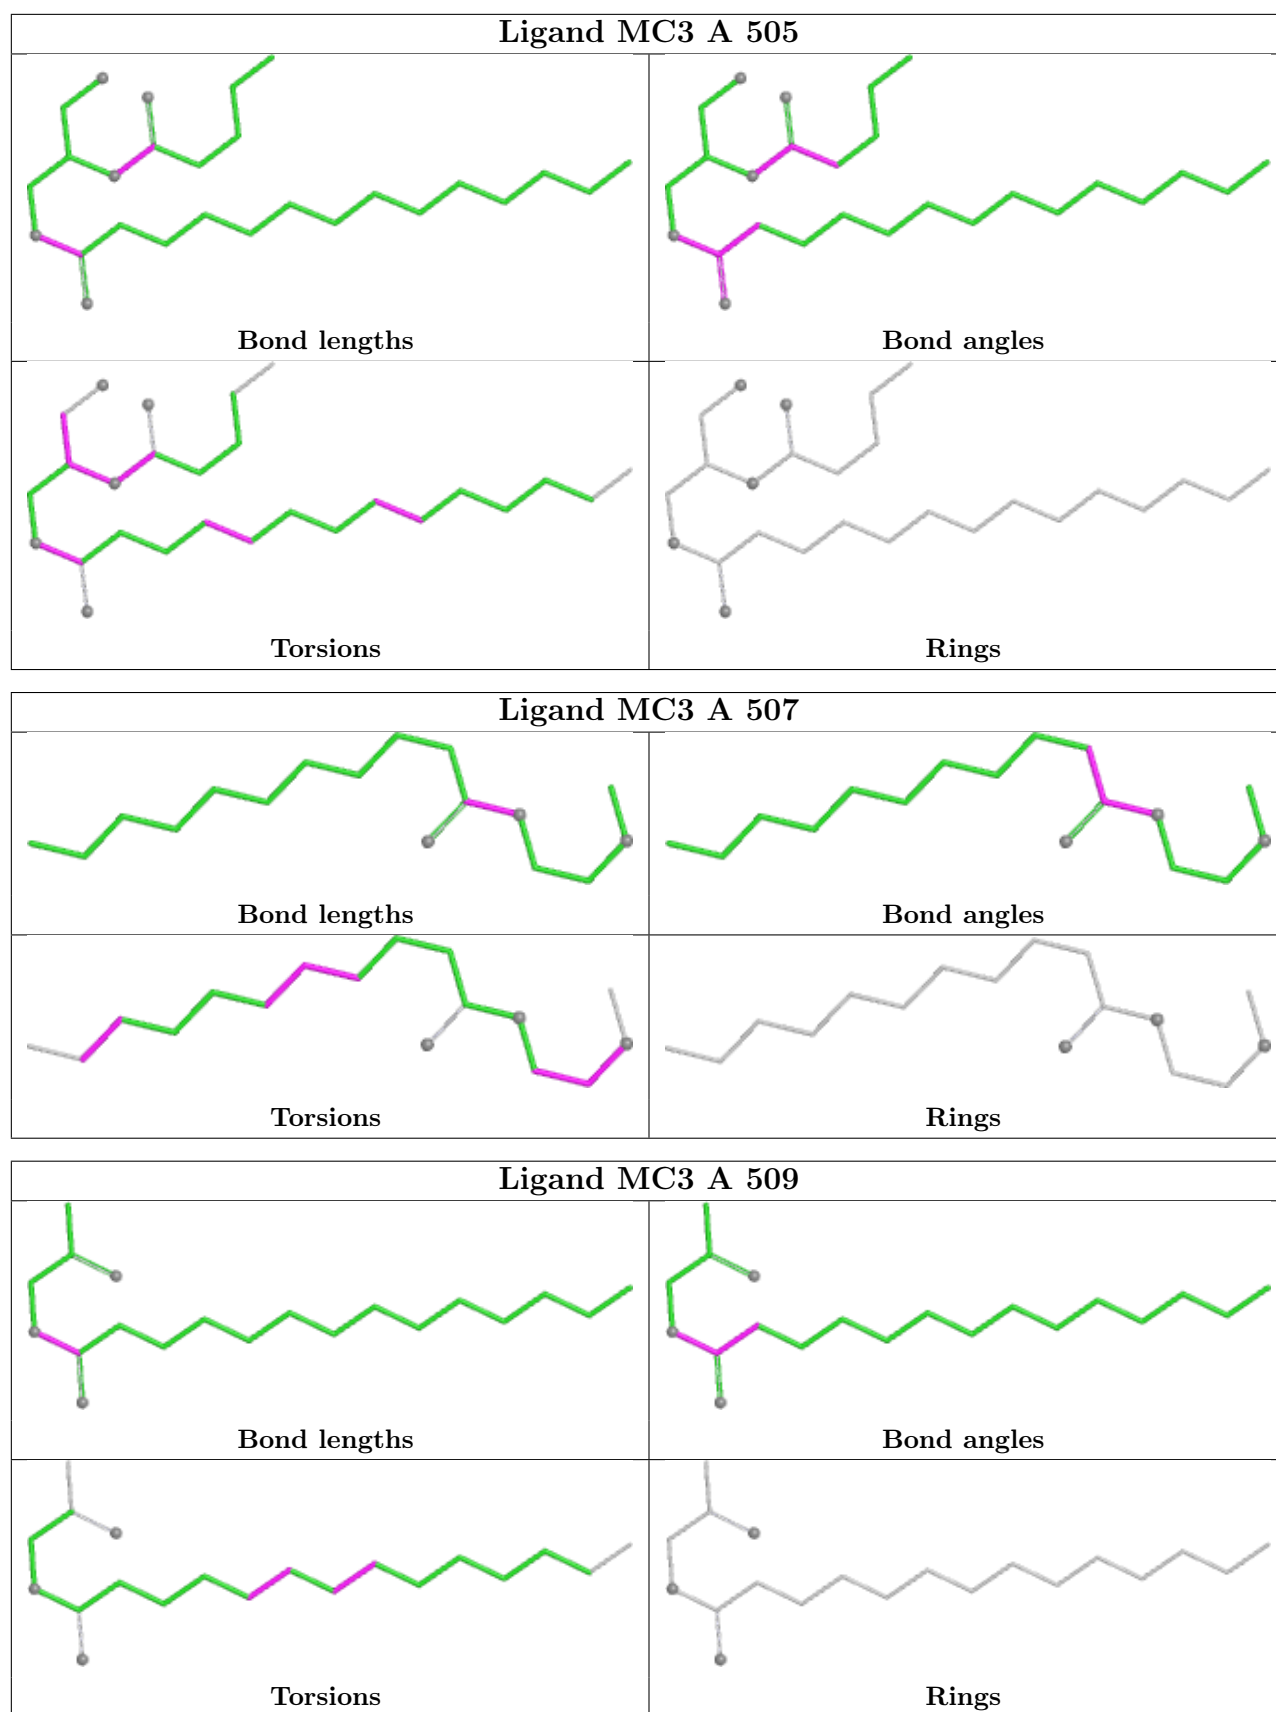 Ligand MC3 A 505
Bond lengths
Bond angles
Torsions
Rings
Ligand MC3 A 507
Bond lengths
Bond angles
Torsions
Rings
Ligand MC3 A 509
Bond lengths
Bond angles
Torsions
Rings